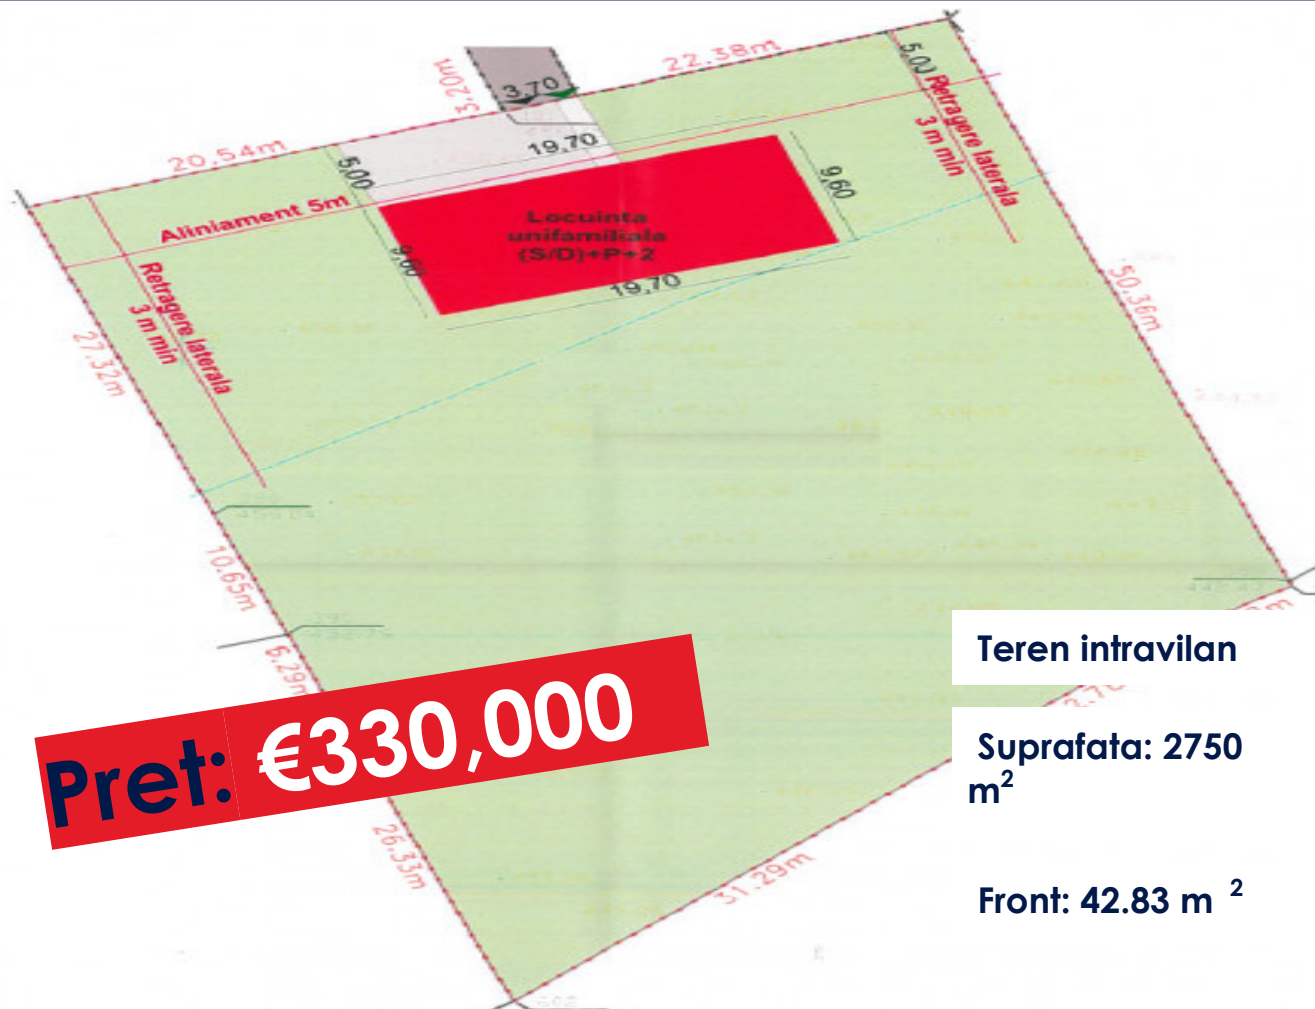 22.38m
3.20m
3,70
5,00
Retragere laterala
3 m min
20.54m
19,70
5,00
9,60
Aliniament 5m
Locuinta
unifamiliala
(S/D)+P+2
9,60
19,70
Retragere laterala
3 m min
50.36m
27.32m
10.65m
6.29m
Teren intravilan
Pret: €330,000
Suprafata: 2750
m²
26.33m
31.29m
Front: 42.83 m ²